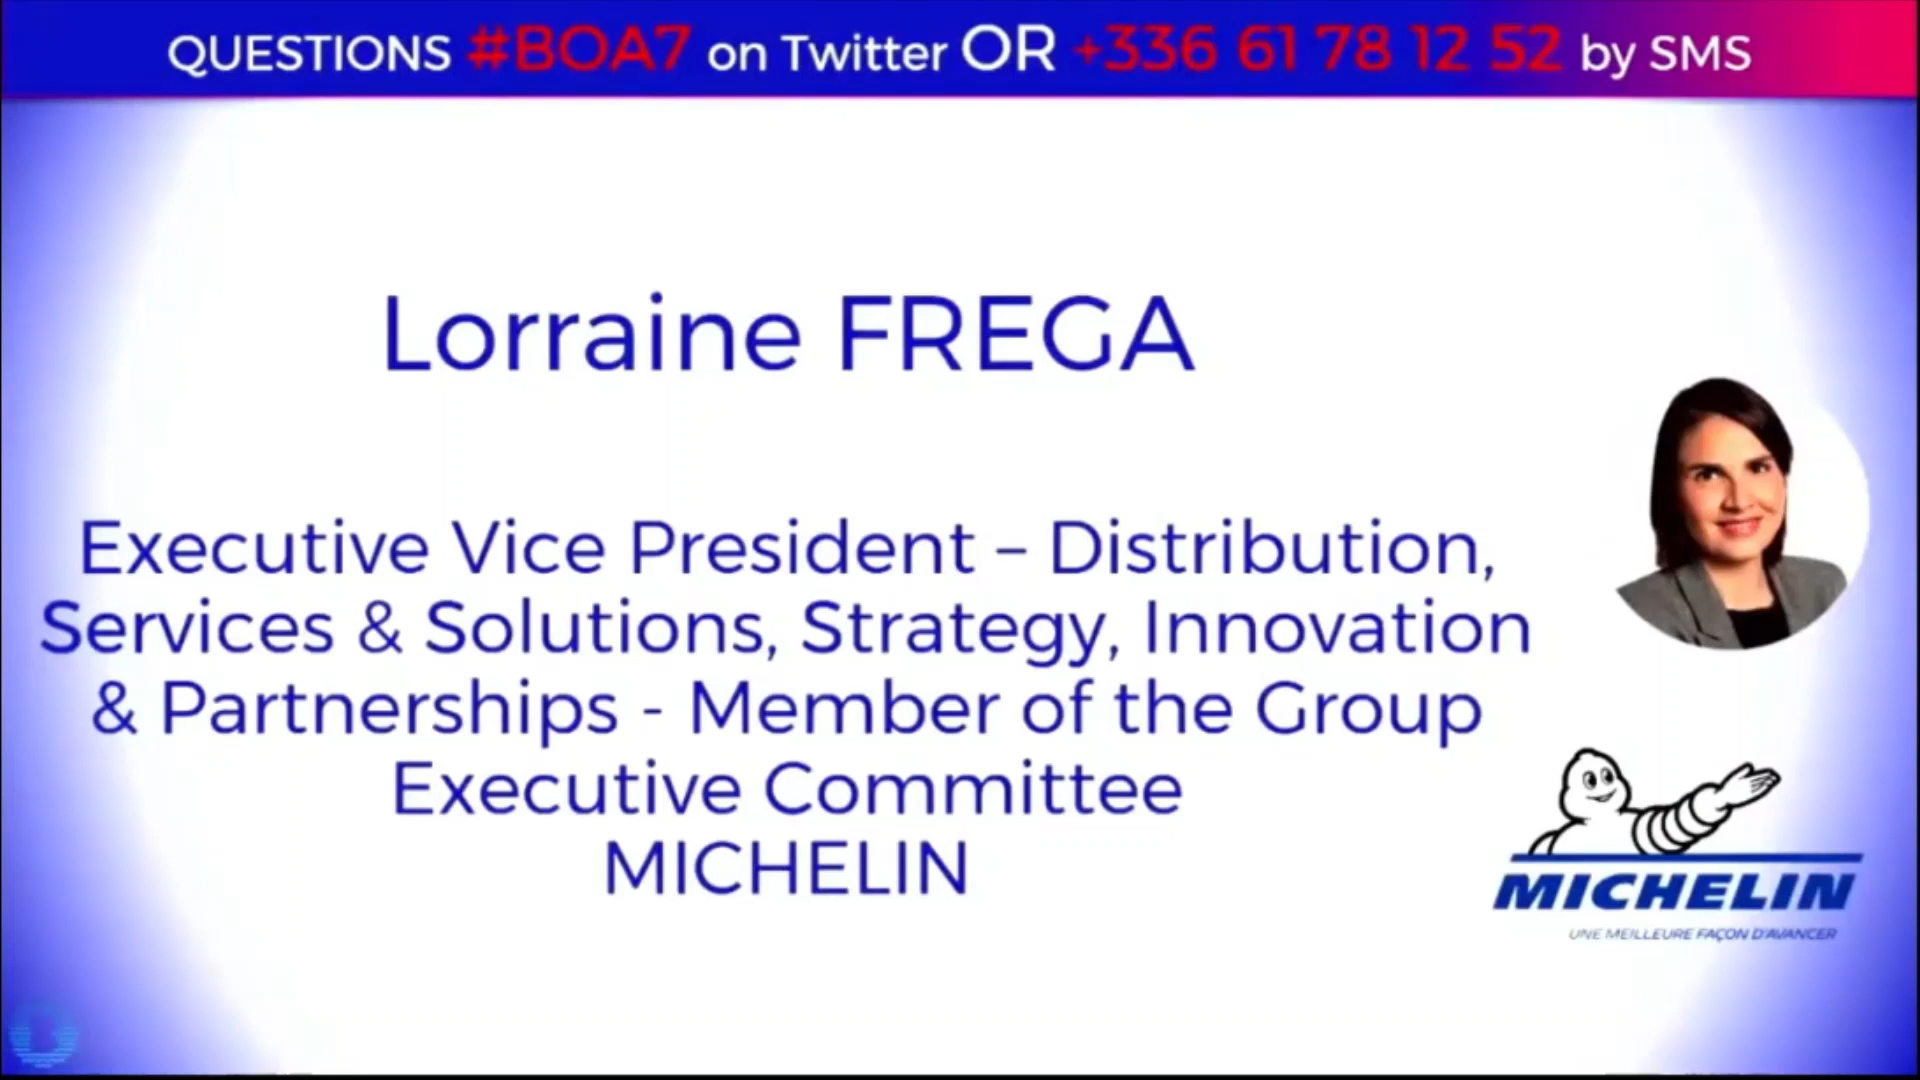 QUESTIONS #BOA7 on Twitter OR +336 61 78 12 52 by SMS
Lorraine FREGA
Executive Vice President – Distribution,
Services & Solutions, Strategy, Innovation
& Partnerships - Member of the Group
Executive Committee
MICHELIN
MICHELIN
UNE MEILLEURE FAÇON D'AVANCER